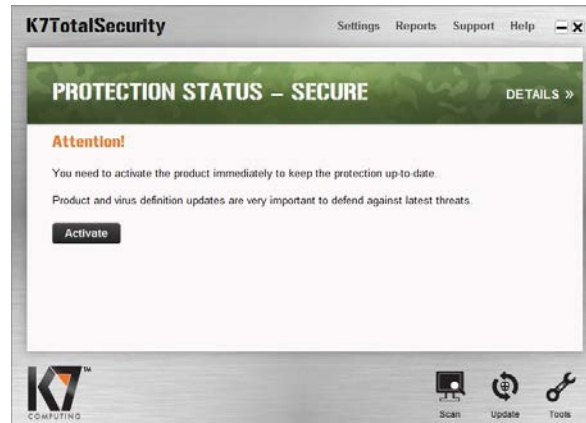 K7TotalSecurity
Settings Reports Support Help
PROTECTION STATUS – SECURE
DETAILS »
Attention!
You need to activate the product immediately to keep the protection up-to-date.
Product and virus definition updates are very important to defend against latest threats.
Activate
K7™
COMPUTING
Scan Update Tools